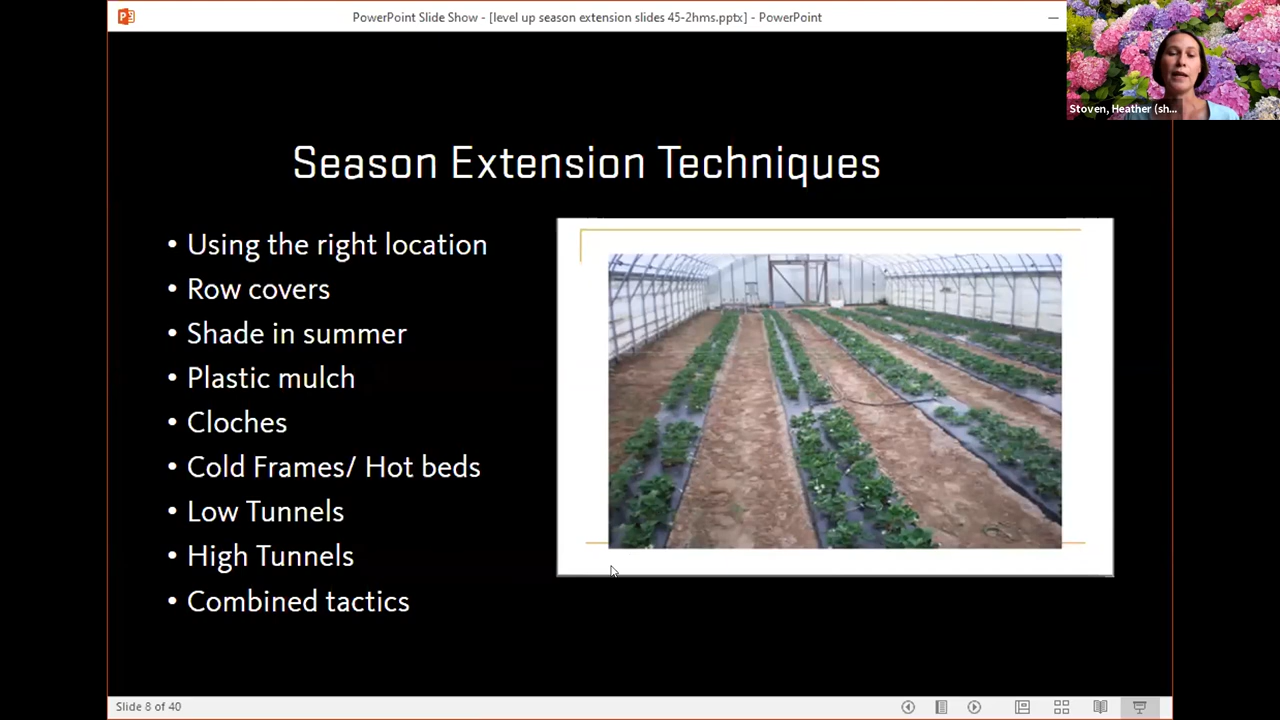 PowerPoint Slide Show - [level up season extension slides 45-2hms.pptx] - PowerPoint
Stoven, Heather (sh...
Season Extension Techniques
• Using the right location
• Row covers
• Shade in summer
• Plastic mulch
• Cloches
• Cold Frames/ Hot beds
• Low Tunnels
• High Tunnels
• Combined tactics
Slide 8 of 40